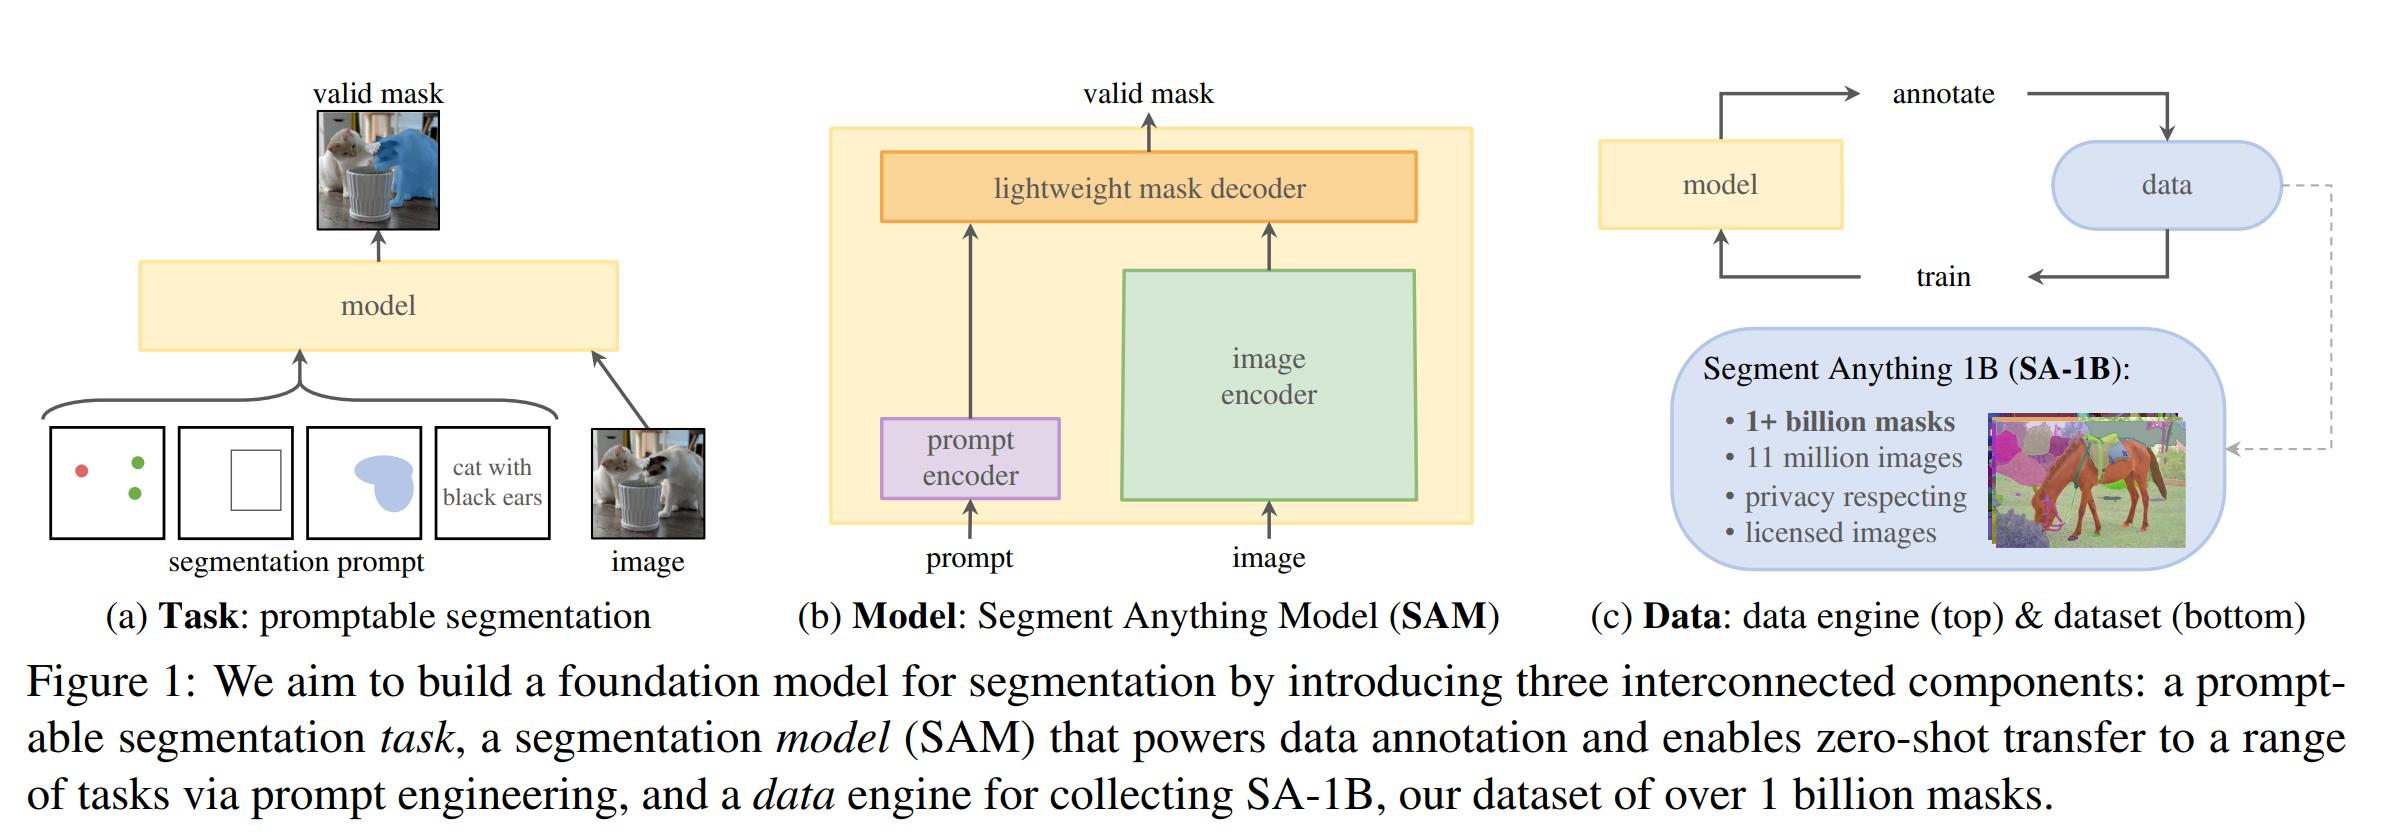 valid mask
model
cat with
black ears
segmentation prompt
image
(a) Task: promptable segmentation
valid mask
lightweight mask decoder
image
encoder
prompt
encoder
prompt
image
(b) Model: Segment Anything Model (SAM)
annotate
model
data
train
Segment Anything 1B (SA-1B):
• 1+ billion masks
• 11 million images
• privacy respecting
• licensed images
(c) Data: data engine (top) & dataset (bottom)
Figure 1: We aim to build a foundation model for segmentation by introducing three interconnected components: a prompt-
able segmentation task, a segmentation model (SAM) that powers data annotation and enables zero-shot transfer to a range
of tasks via prompt engineering, and a data engine for collecting SA-1B, our dataset of over 1 billion masks.